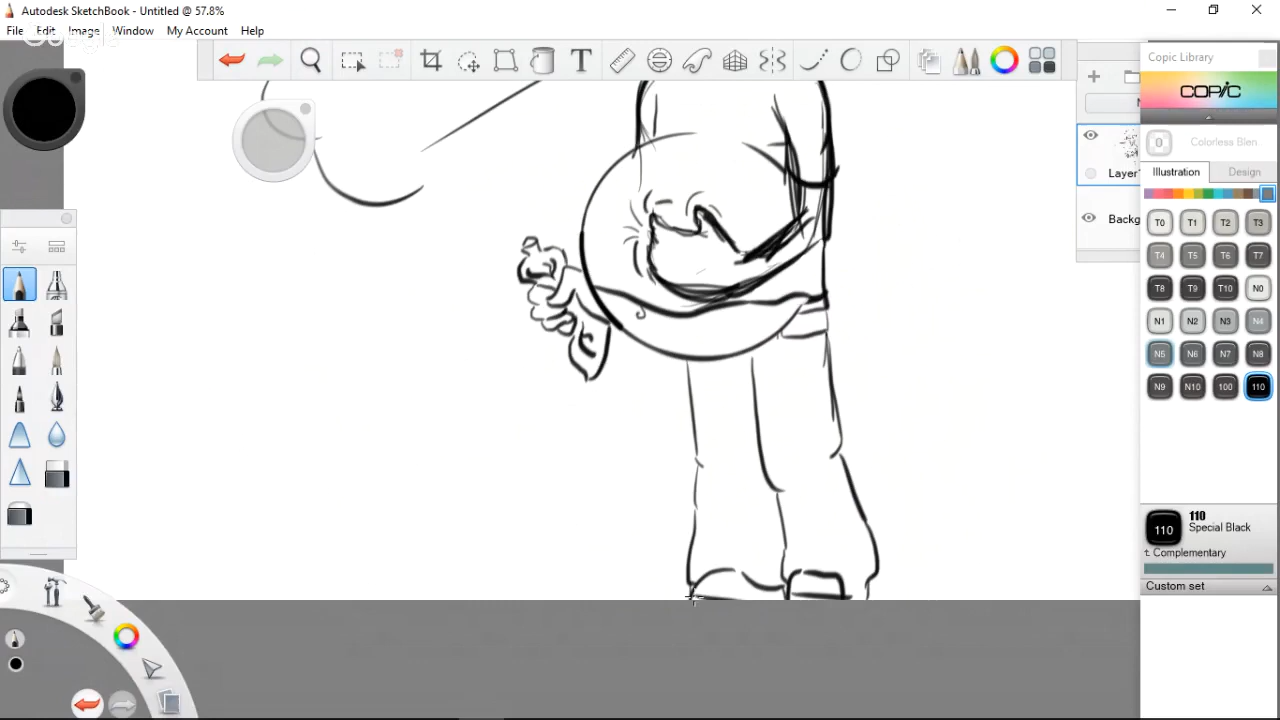 Autodesk SketchBook - Untitled @ 57.8%
File Edit Image Window My Account Help
Google
T
Copic Library
COPIC
0 Colorless Blen
Illustration Design
T0 T1 T2 T3
T4 T5 T6 T7
T8 T9 T10 N0
N1 N2 N3 N4
N5 N6 N7 N8
N9 N10 100 110
Layer
Backg
110
110
Special Black
Complementary
Custom set